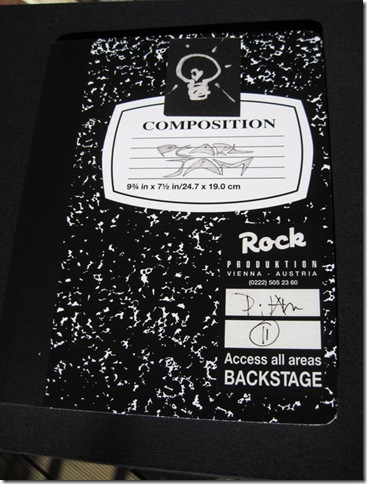 COMPOSITION
PEARL
JAM
9¾ in x 7½ in/24.7 x 19.0 cm
Rock
PRODUKTION
VIENNA - AUSTRIA
(0222) 505 23 60
11
Access all areas
BACKSTAGE